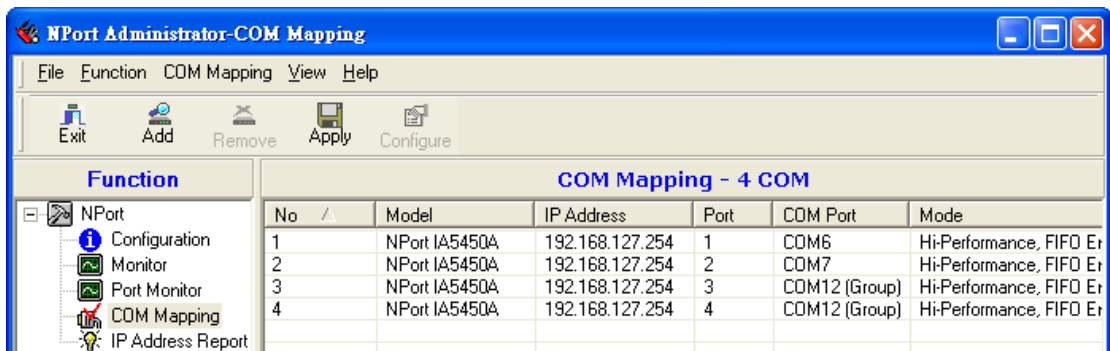 NPort Administrator-COM Mapping
File Function COM Mapping View Help
Exit Add Remove Apply Configure
Function
COM Mapping - 4 COM
NPort
Configuration
Monitor
Port Monitor
COM Mapping
IP Address Report
No Model IP Address Port COM Port Mode
1 NPort IA5450A 192.168.127.254 1 COM6 Hi-Performance, FIFO Er
2 NPort IA5450A 192.168.127.254 2 COM7 Hi-Performance, FIFO Er
3 NPort IA5450A 192.168.127.254 3 COM12 (Group) Hi-Performance, FIFO Er
4 NPort IA5450A 192.168.127.254 4 COM12 (Group) Hi-Performance, FIFO Er